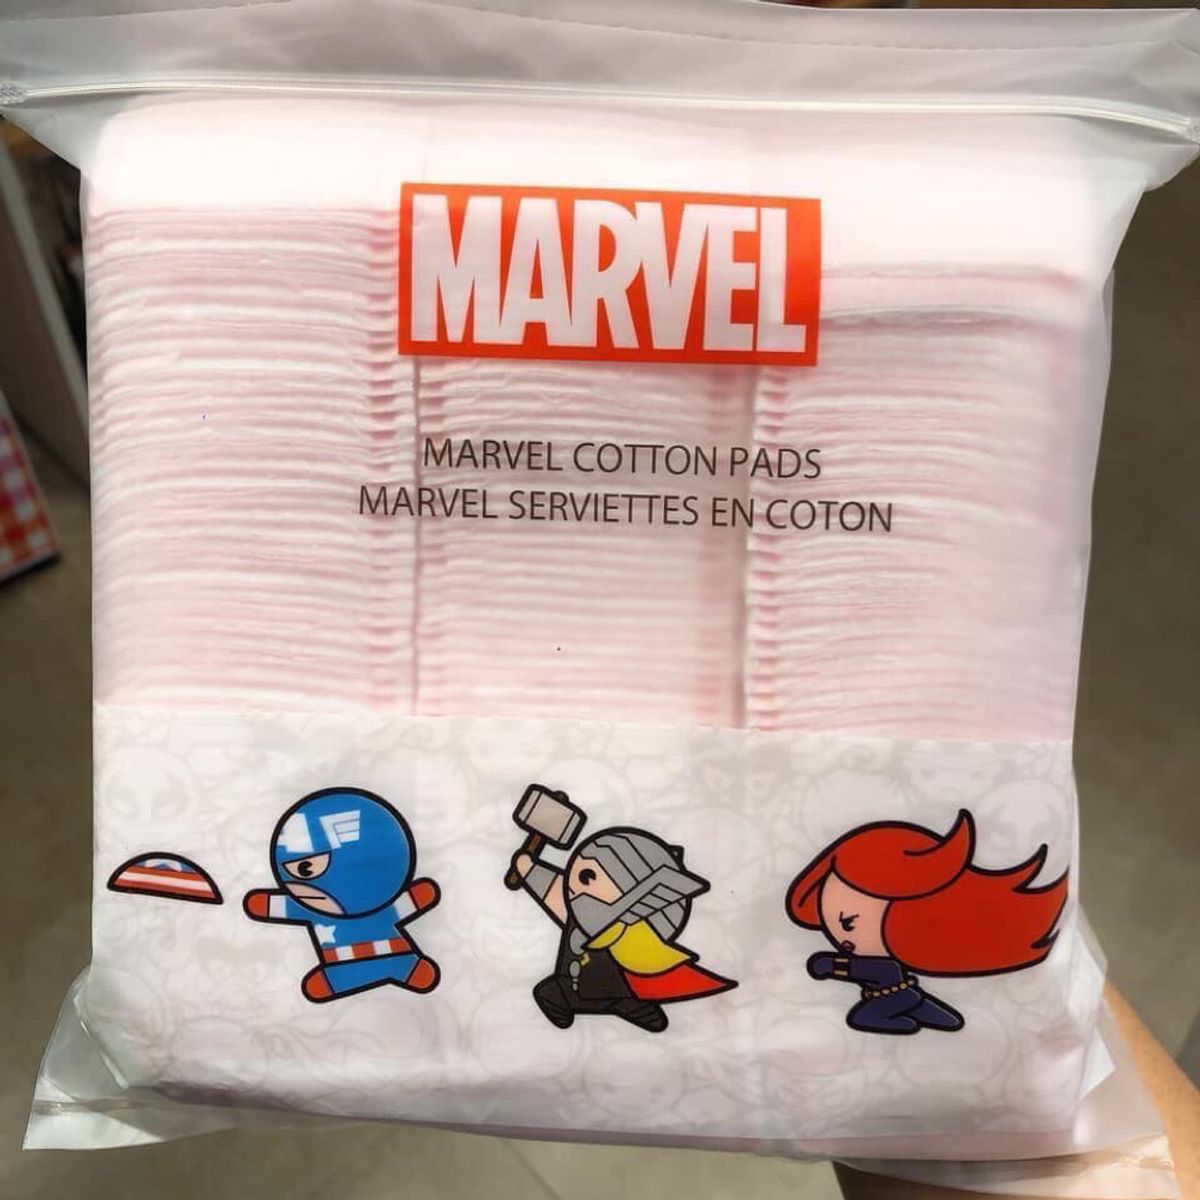 MARVEL
MARVEL COTTON PADS
MARVEL SERVIETTES EN COTON